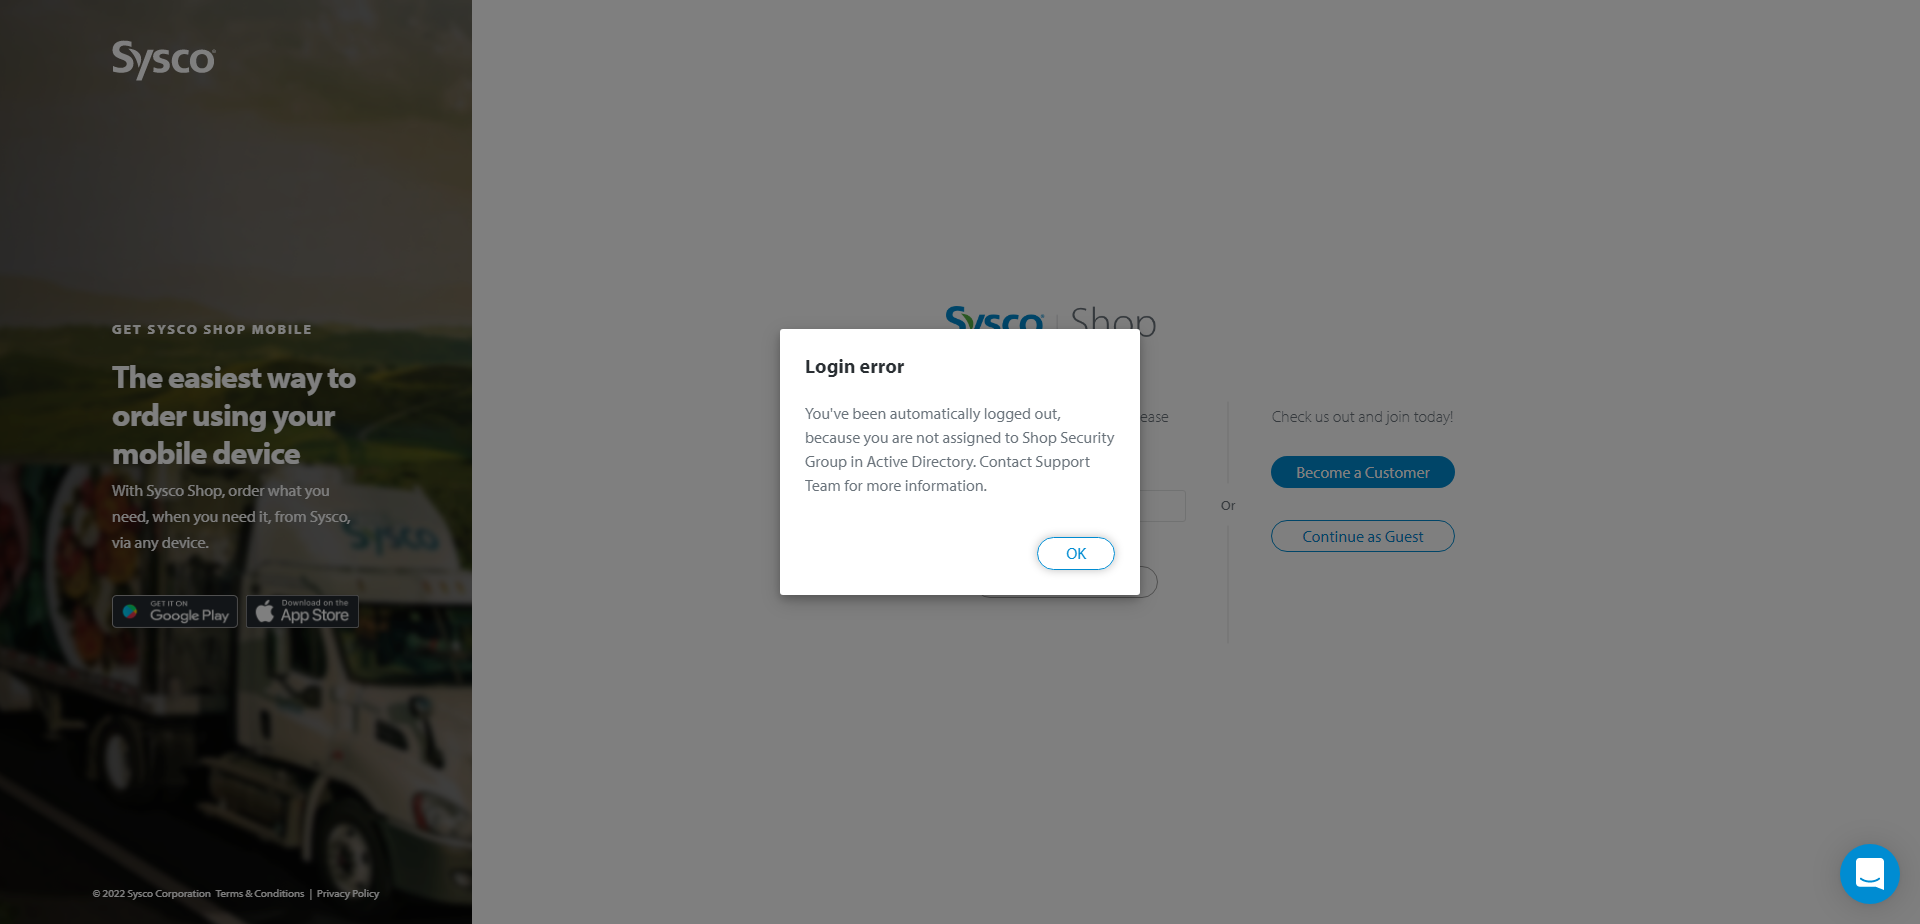 Sysco
GET SYSCO SHOP MOBILE
The easiest way to
order using your
mobile device
With Sysco Shop, order what you
need, when you need it, from Sysco,
via any device.
GET IT ON
Google Play
Download on the
App Store
Sysco
© 2022 Sysco Corporation Terms & Conditions | Privacy Policy
Sysco | Shop
Login error
You've been automatically logged out,
because you are not assigned to Shop Security
Group in Active Directory. Contact Support
Team for more information.
OK
Or
Check us out and join today!
Become a Customer
Continue as Guest